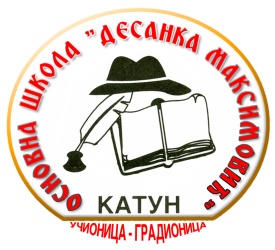 ОСНОВНА ШКОЛА "ДЕСАНКА МАКСИМОВИЋ"
КАТУН
УЧИОНИЦА - ГРАДИОНИЦА